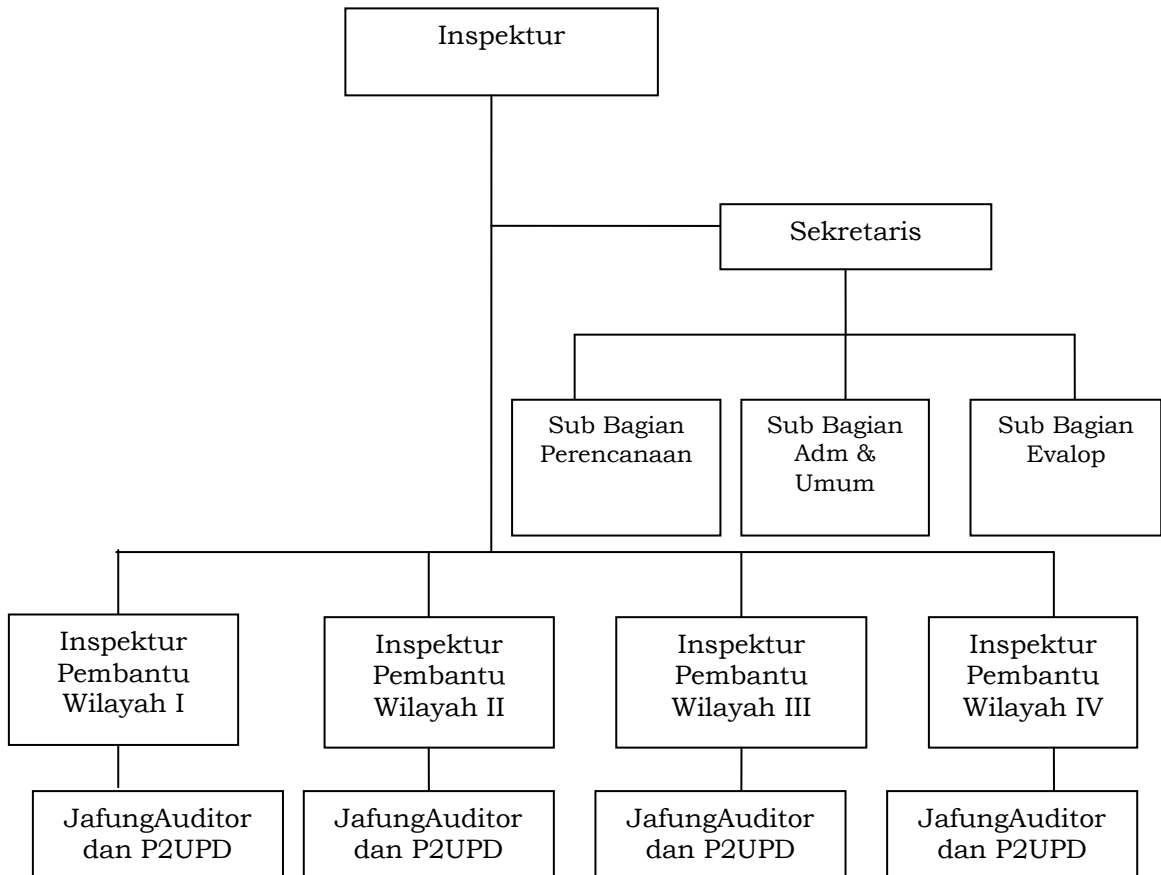 Inspektur
Sekretaris
Sub Bagian
Perencanaan
Sub Bagian
Adm &
Umum
Sub Bagian
Evalop
Inspektur
Pembantu
Wilayah I
Inspektur
Pembantu
Wilayah II
Inspektur
Pembantu
Wilayah III
Inspektur
Pembantu
Wilayah IV
JafungAuditor
dan P2UPD
JafungAuditor
dan P2UPD
JafungAuditor
dan P2UPD
JafungAuditor
dan P2UPD